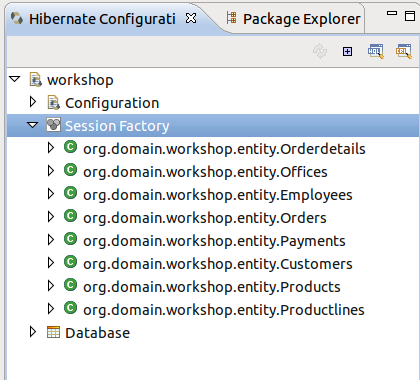 Hibernate Configurati
Package Explorer
workshop
Configuration
Session Factory
org.domain.workshop.entity.Orderdetails
org.domain.workshop.entity.Offices
org.domain.workshop.entity.Employees
org.domain.workshop.entity.Orders
org.domain.workshop.entity.Payments
org.domain.workshop.entity.Customers
org.domain.workshop.entity.Products
org.domain.workshop.entity.Productlines
Database